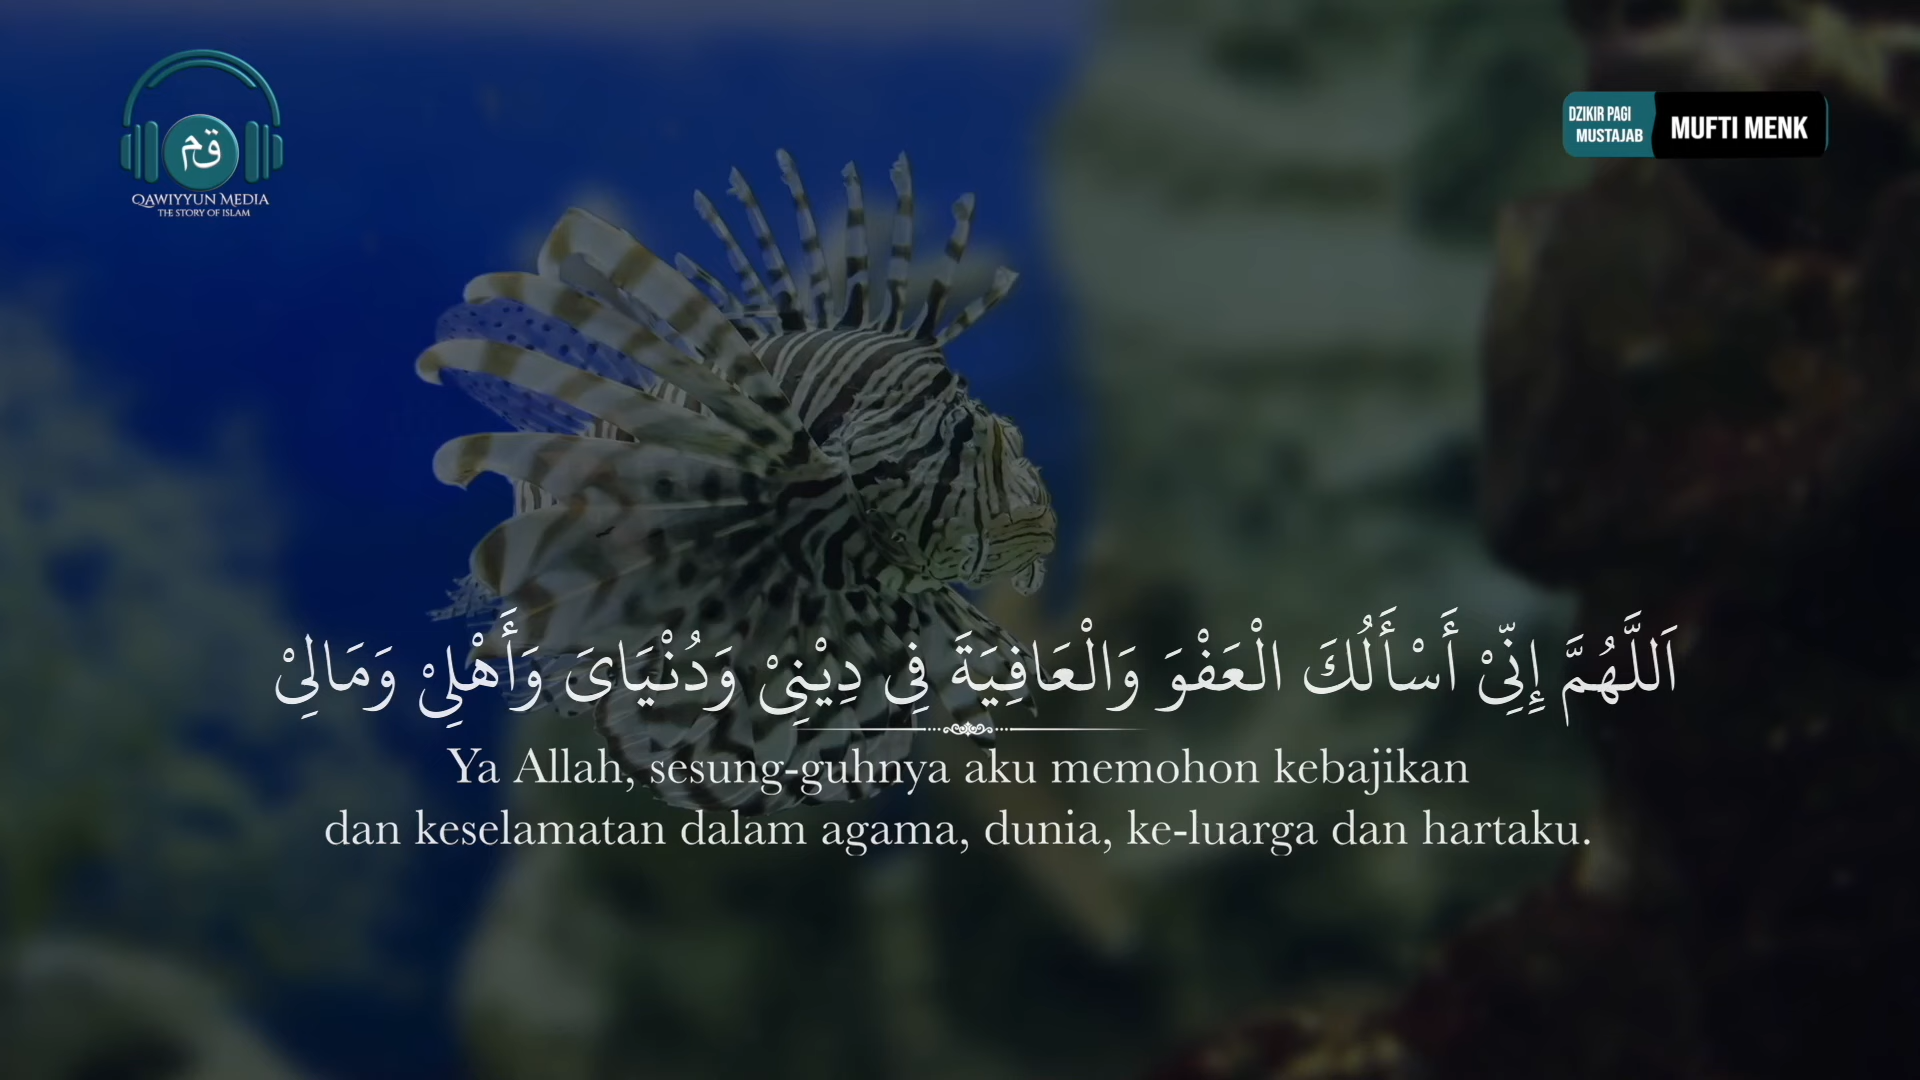 قم
QAWIYYUN MEDIA
THE STORY OF ISLAM
DZIKIR PAGI
MUSTAJAB
MUFTI MENK
اَللَّهُمَّ إِنِّيْ أَسْأَلُكَ الْعَفْوَ وَالْعَافِيَةَ فِي دِيْنِيْ وَدُنْيَايَ وَأَهْلِيْ وَمَالِيْ
Ya Allah, sesung-guhnya aku memohon kebajikan
dan keselamatan dalam agama, dunia, ke-luarga dan hartaku.